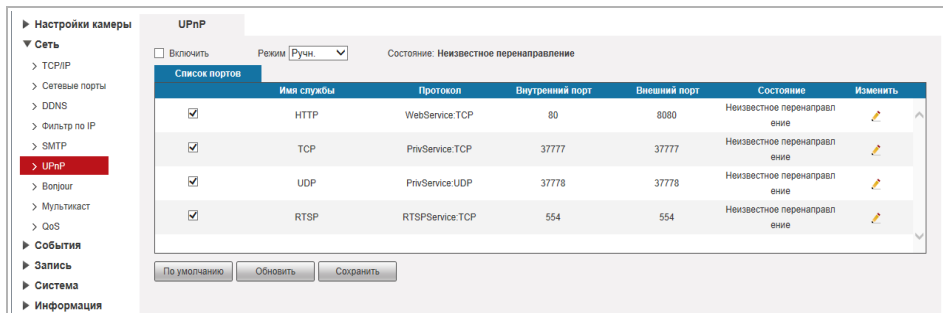 Настройки камеры
Сеть
TCP/IP
Сетевые порты
DDNS
Фильтр по IP
SMTP
UPnP
Bonjour
Мультикаст
QoS
События
Запись
Система
Информация
UPnP
Включить Режим Ручн. Состояние: Неизвестное перенаправление
Список портов
Имя службы Протокол Внутренний порт Внешний порт Состояние Изменить
HTTP WebService:TCP 80 8080 Неизвестное перенаправл
ение
TCP PrivService:TCP 37777 37777 Неизвестное перенаправл
ение
UDP PrivService:UDP 37778 37778 Неизвестное перенаправл
ение
RTSP RTSPService:TCP 554 554 Неизвестное перенаправл
ение
По умолчанию Обновить Сохранить